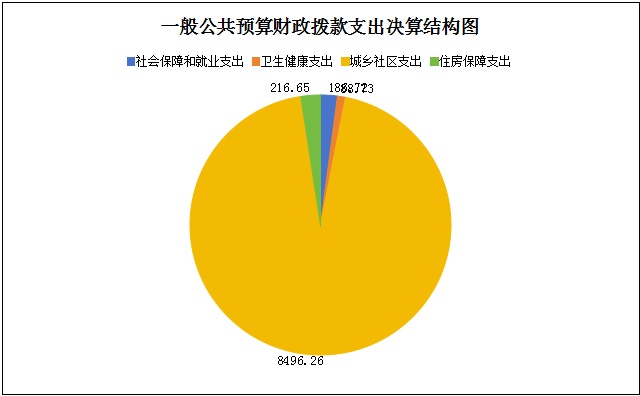 一般公共预算财政拨款支出决算结构图
社会保障和就业支出 卫生健康支出 城乡社区支出 住房保障支出
216.65
8496.26